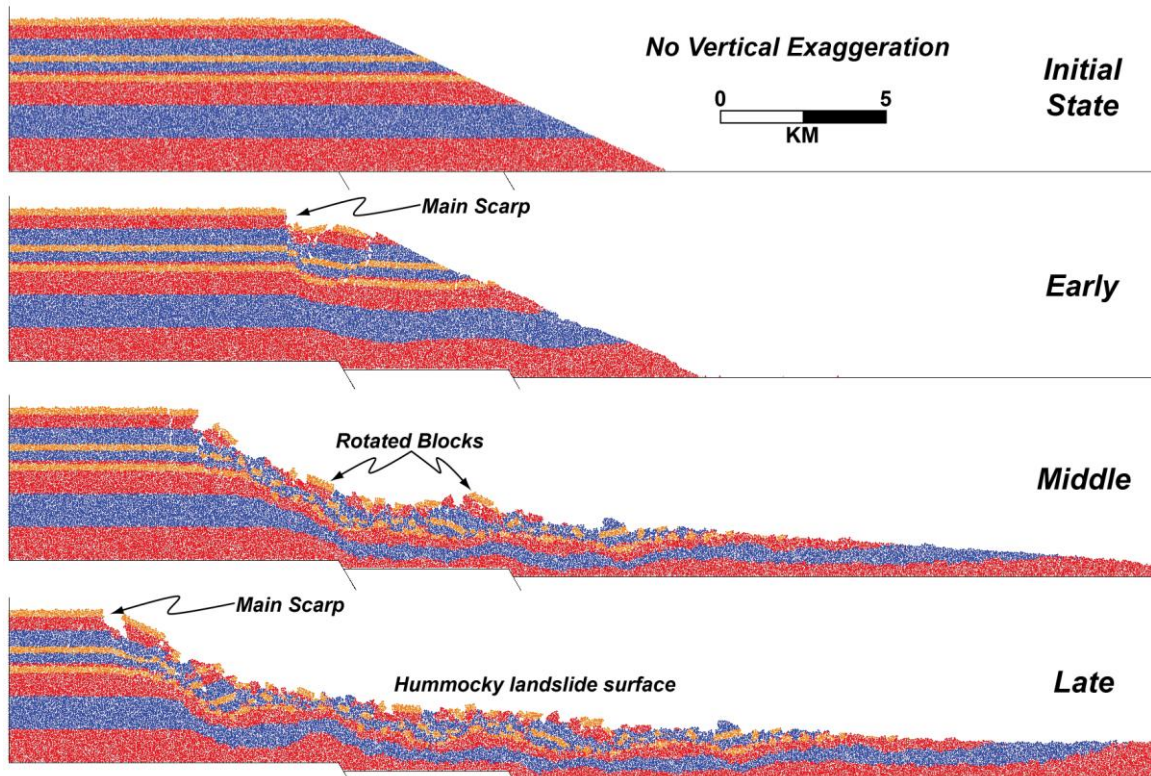 No Vertical Exaggeration
0 5
KM
Initial
State
Main Scarp
Early
Rotated Blocks
Middle
Main Scarp
Hummocky landslide surface
Late